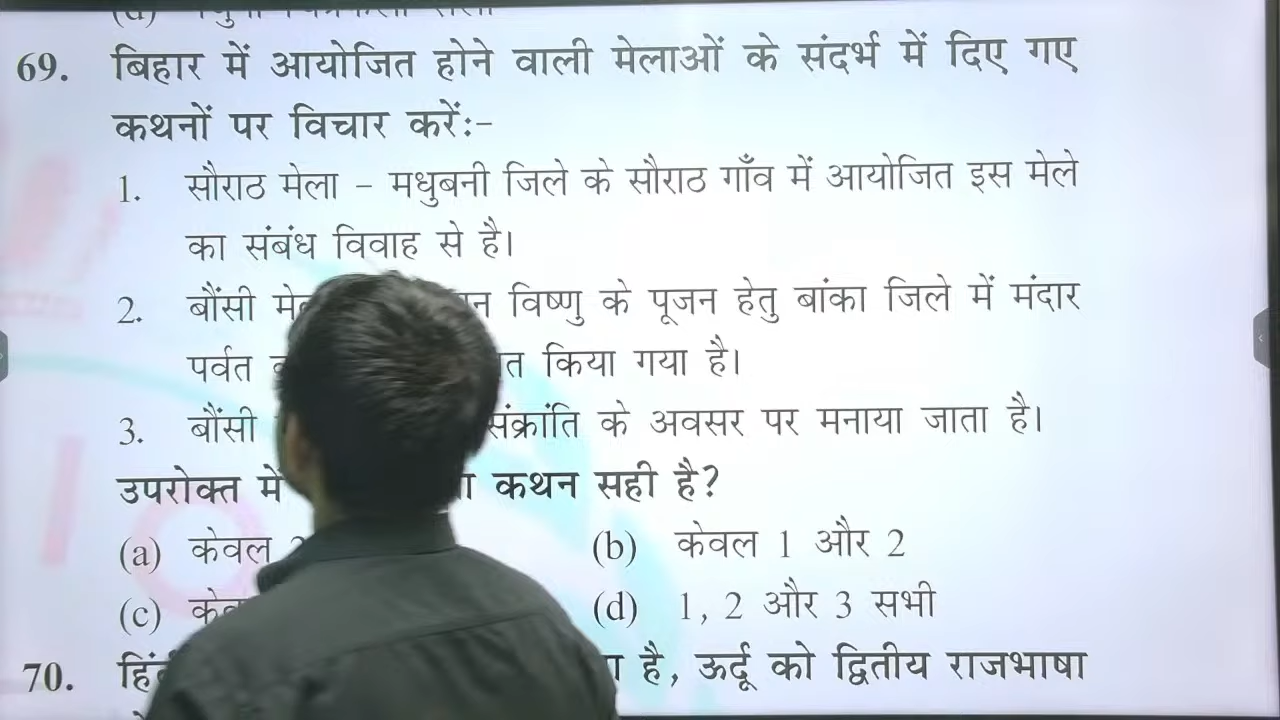 69. बिहार में आयोजित होने वाली मेलाओं के संदर्भ में दिए गए
कथनों पर विचार करें:-
1. सौराठ मेला - मधुबनी जिले के सौराठ गाँव में आयोजित इस मेले
का संबंध विवाह से है।
2. बौंसी विष्णु के पूजन हेतु बांका जिले में मंदार
पर्वत किया गया है।
3. बौंसी संक्रांति के अवसर पर मनाया जाता है।
उपरोक्त में कथन सही है?
(a) केवल (b) केवल 1 और 2
(c) (d) 1, 2 और 3 सभी
70. है, ऊर्दू को द्वितीय राजभाषा